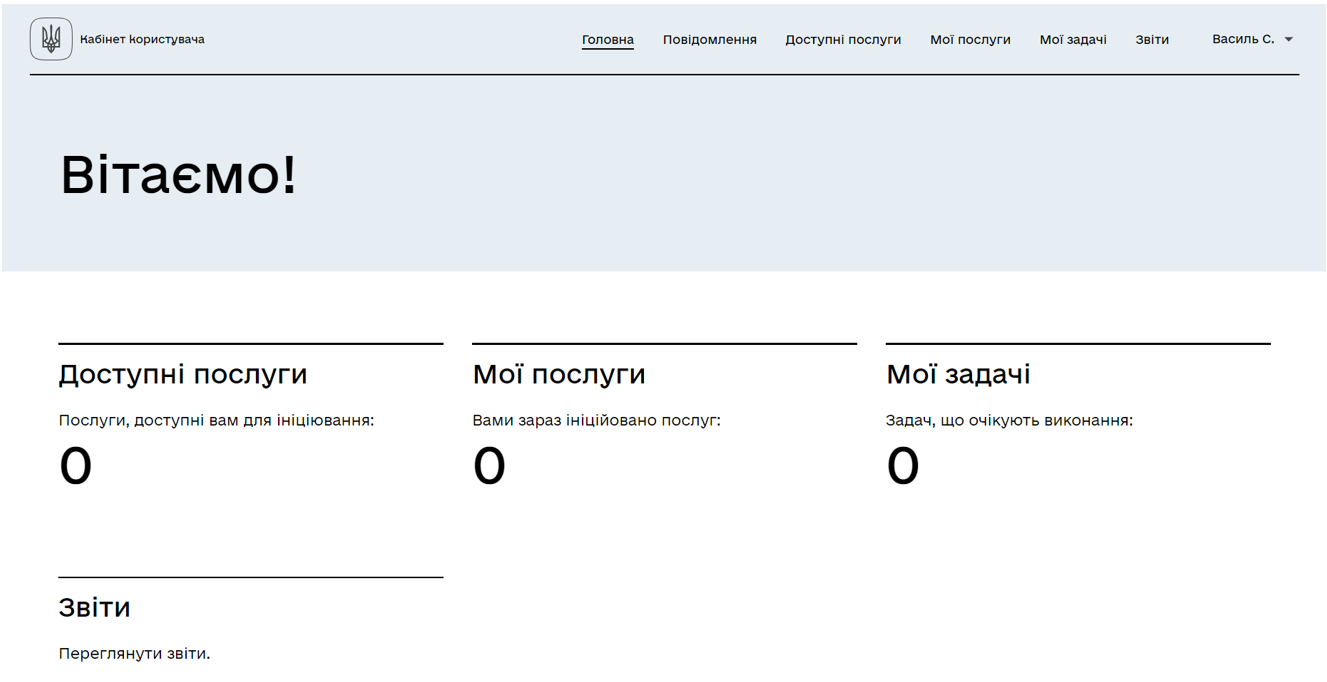 Кабінет користувача
Головна Повідомлення Доступні послуги Мої послуги Мої задачі Звіти Василь С.
Вітаємо!
Доступні послуги
Послуги, доступні вам для ініціювання:
0
Мої послуги
Вами зараз ініційовано послуг:
0
Мої задачі
Задач, що очікують виконання:
0
Звіти
Переглянути звіти.